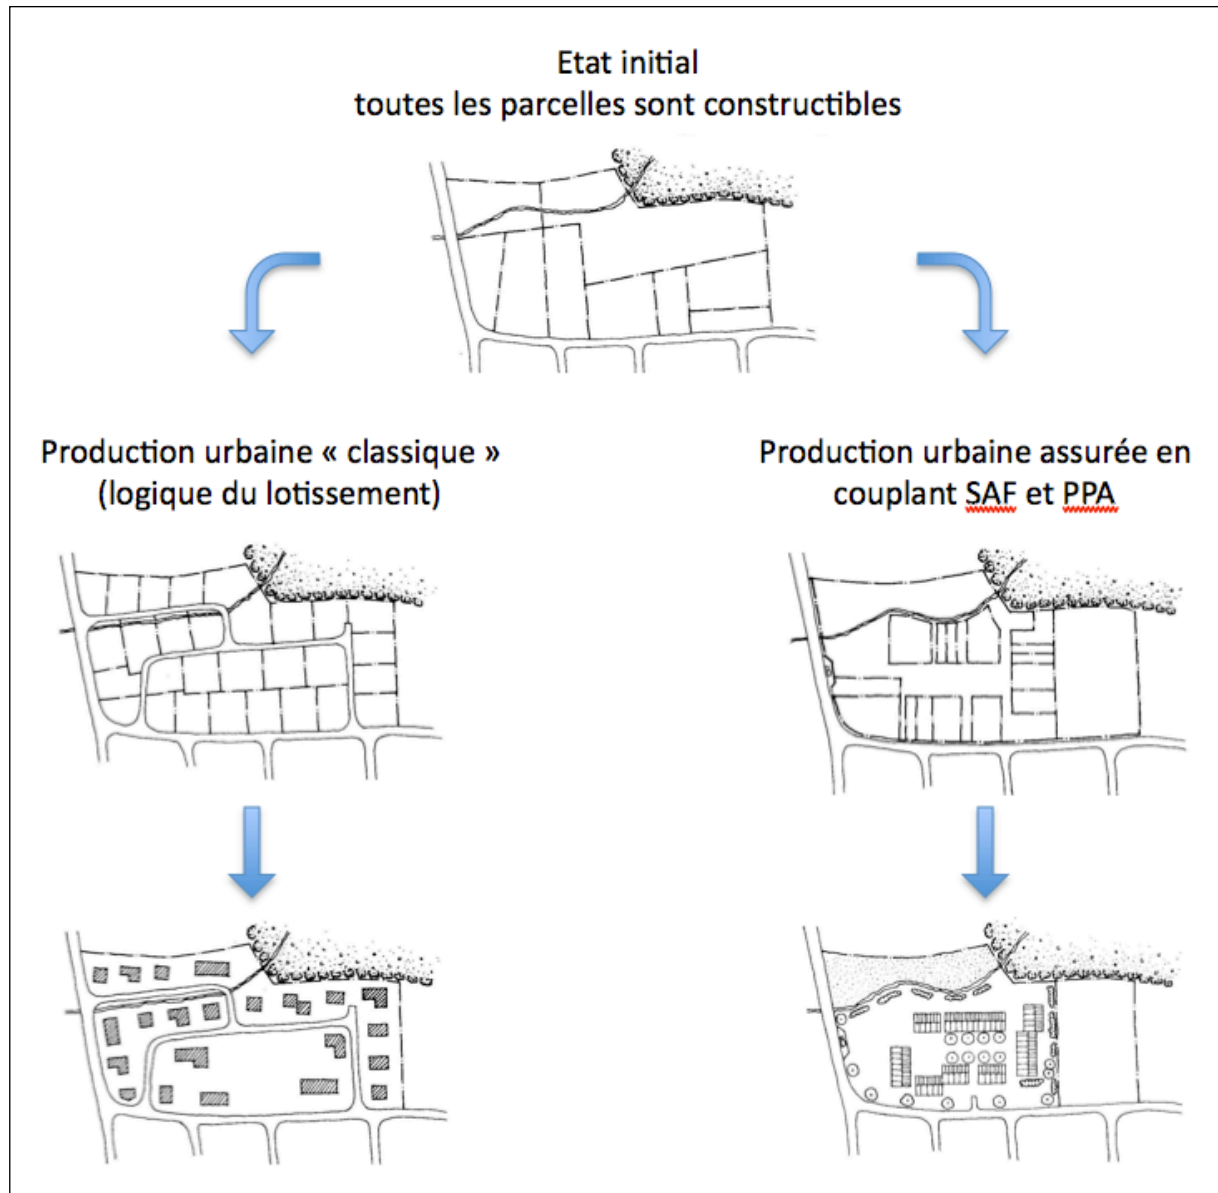 Etat initial
toutes les parcelles sont constructibles
Production urbaine « classique »
(logique du lotissement)
Production urbaine assurée en
couplant SAF et PPA